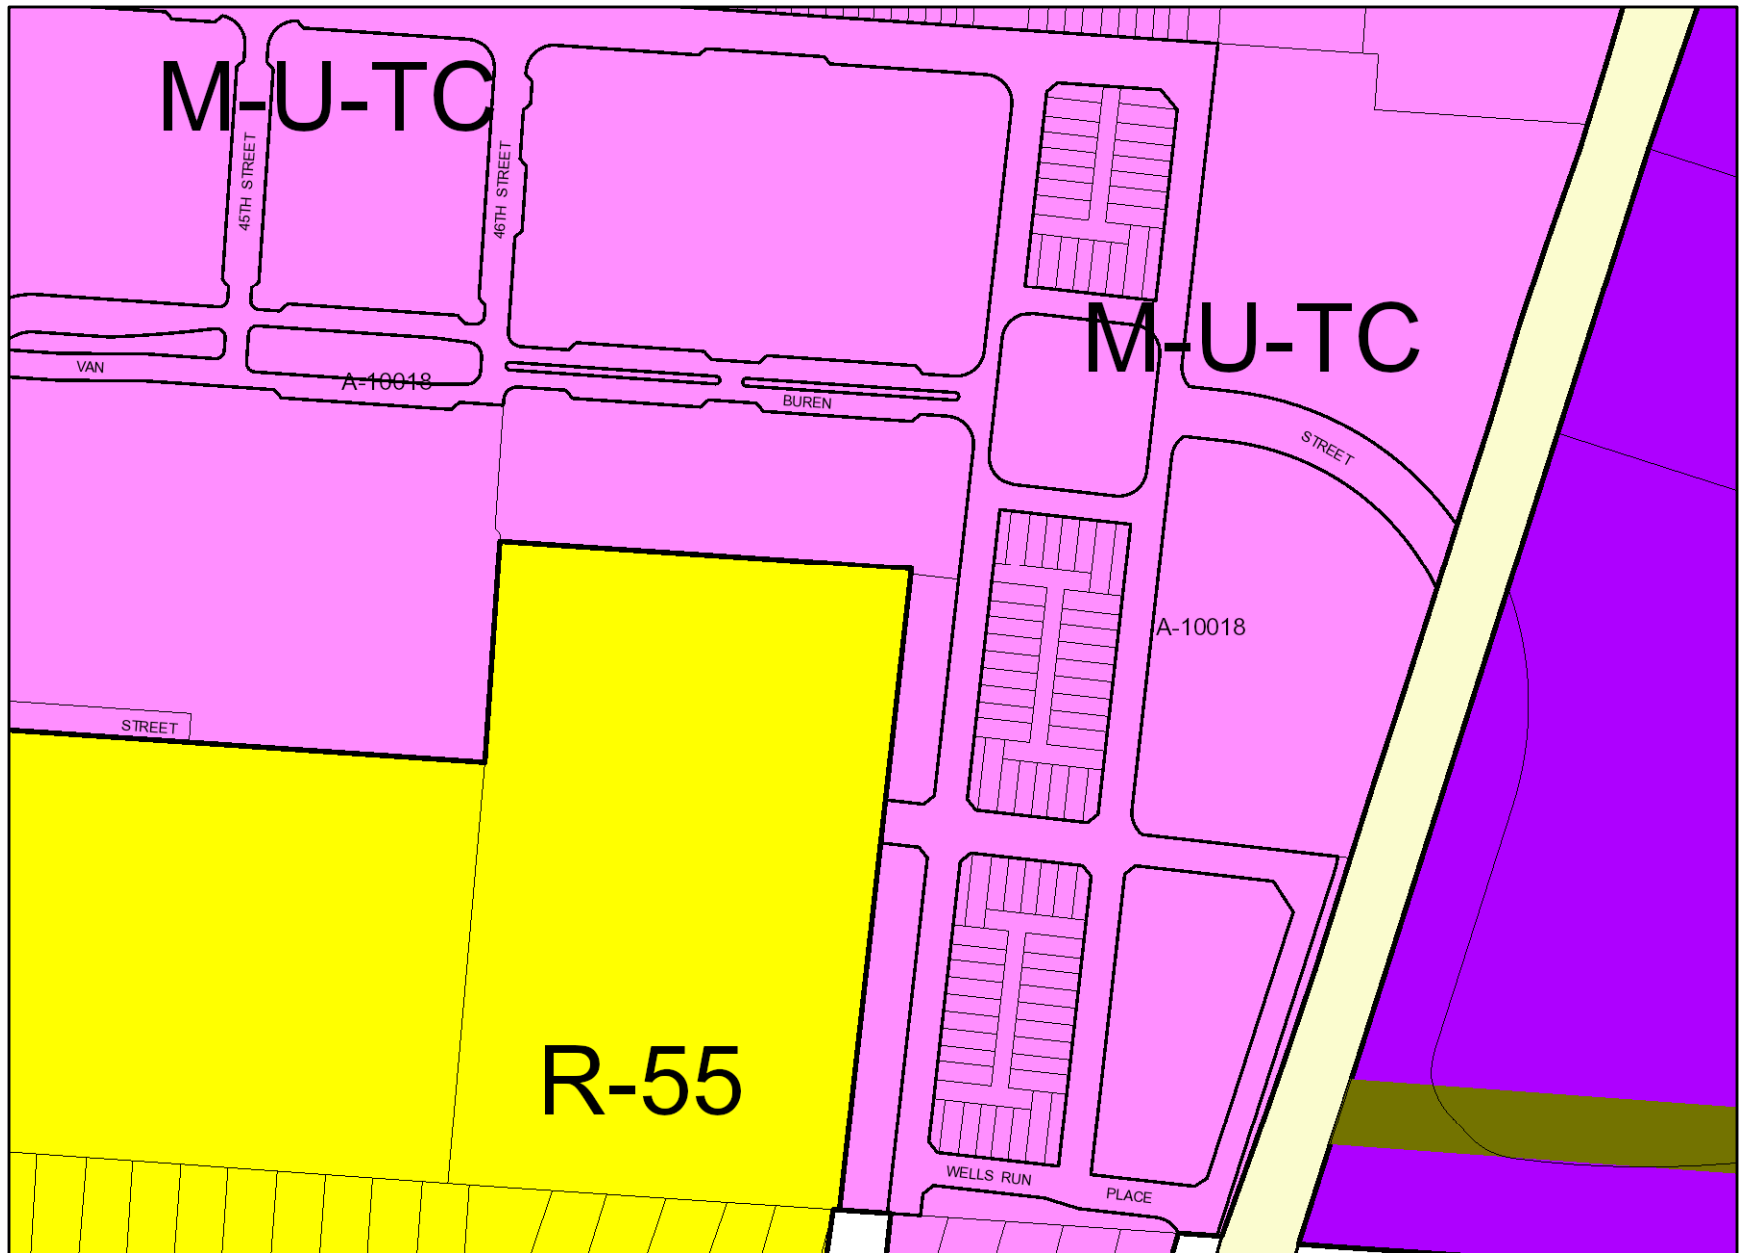 M-U-TC
45TH STREET
46TH STREET
M-U-TC
VAN
A-10018
BUREN
STREET
A-10018
STREET
R-55
WELLS RUN
PLACE